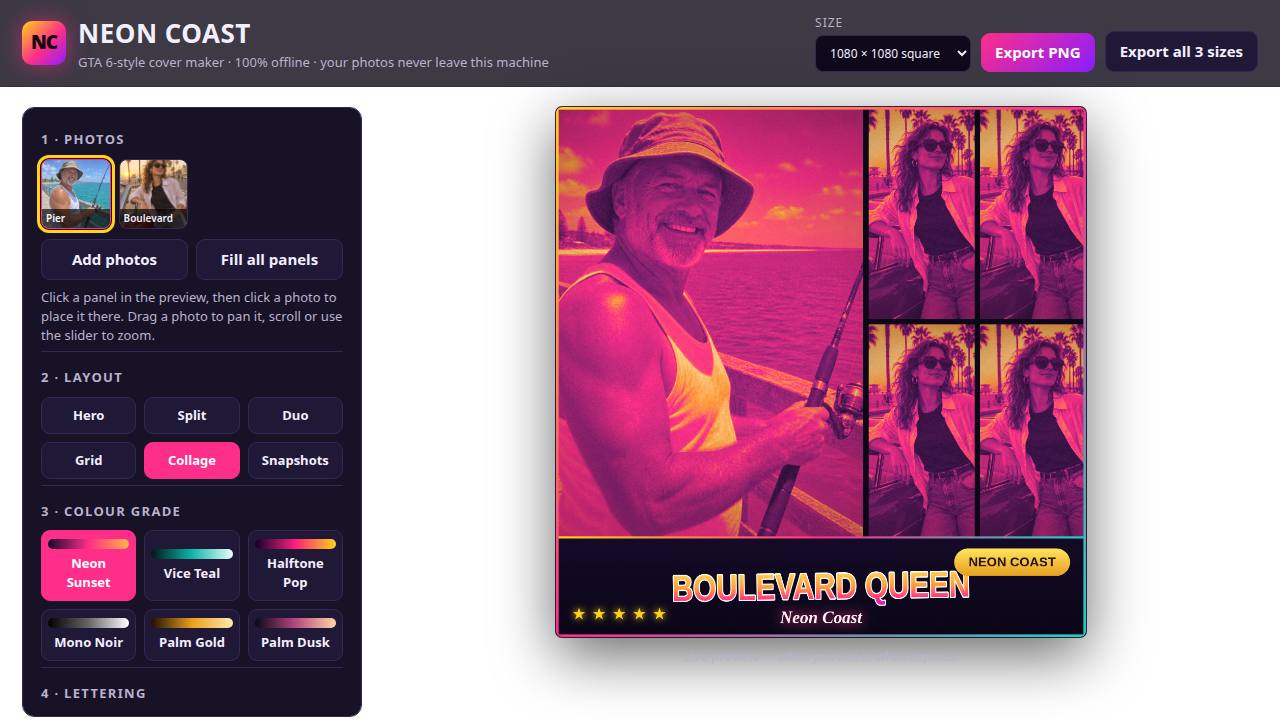 NC
NEON COAST
GTA 6-style cover maker · 100% offline · your photos never leave this machine
SIZE
1080 × 1080 square
Export PNG
Export all 3 sizes
1 · PHOTOS
Pier
Boulevard
Add photos
Fill all panels
Click a panel in the preview, then click a photo to
place it there. Drag a photo to pan it, scroll or use
the slider to zoom.
2 · LAYOUT
Hero
Split
Duo
Grid
Collage
Snapshots
3 · COLOUR GRADE
Neon
Sunset
Vice Teal
Halftone
Pop
Mono Noir
Palm Gold
Palm Dusk
4 · LETTERING
NEON COAST
BOULEVARD QUEEN
Neon Coast